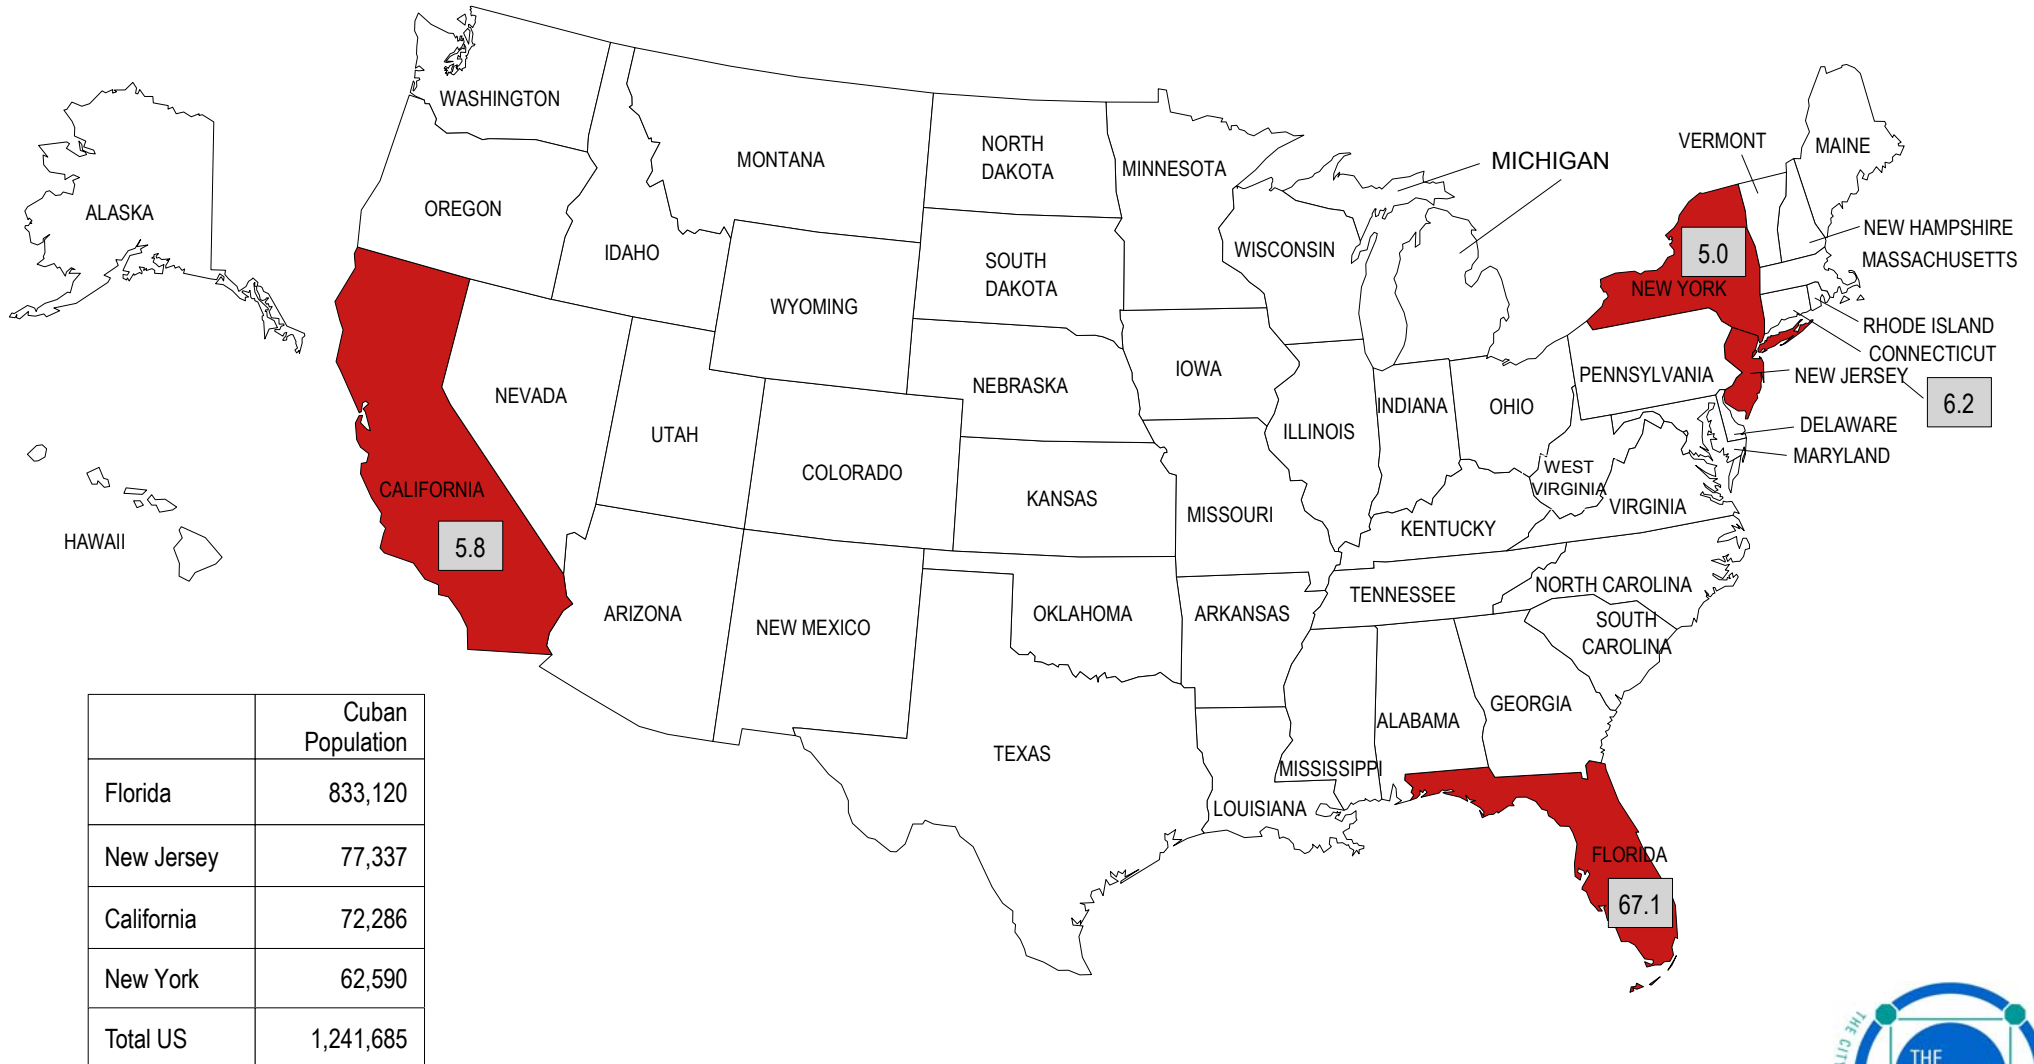 WASHINGTON
MONTANA
NORTH
DAKOTA
MINNESOTA
MICHIGAN
VERMONT
MAINE
ALASKA
OREGON
IDAHO
WISCONSIN
SOUTH
DAKOTA
5.0
NEW YORK
NEW HAMPSHIRE
MASSACHUSETTS
WYOMING
RHODE ISLAND
CONNECTICUT
IOWA
PENNSYLVANIA
NEW JERSEY
6.2
NEBRASKA
NEVADA
INDIANA
OHIO
UTAH
ILLINOIS
DELAWARE
MARYLAND
COLORADO
WEST
VIRGINIA
CALIFORNIA
KANSAS
MISSOURI
VIRGINIA
KENTUCKY
HAWAII
5.8
ARIZONA
NEW MEXICO
OKLAHOMA
ARKANSAS
TENNESSEE
NORTH CAROLINA
SOUTH
CAROLINA
GEORGIA
ALABAMA
TEXAS
MISSISSIPPI
LOUISIANA
FLORIDA
67.1
Cuban
Population
Florida 833,120
New Jersey 77,337
California 72,286
New York 62,590
Total US 1,241,685
THE CITY
THE